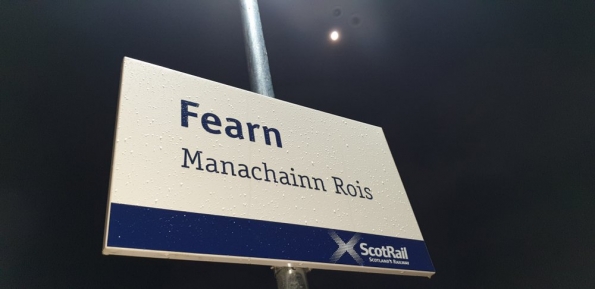 Fearn
Manachainn Rois
ScotRail
SCOTLAND'S RAILWAY